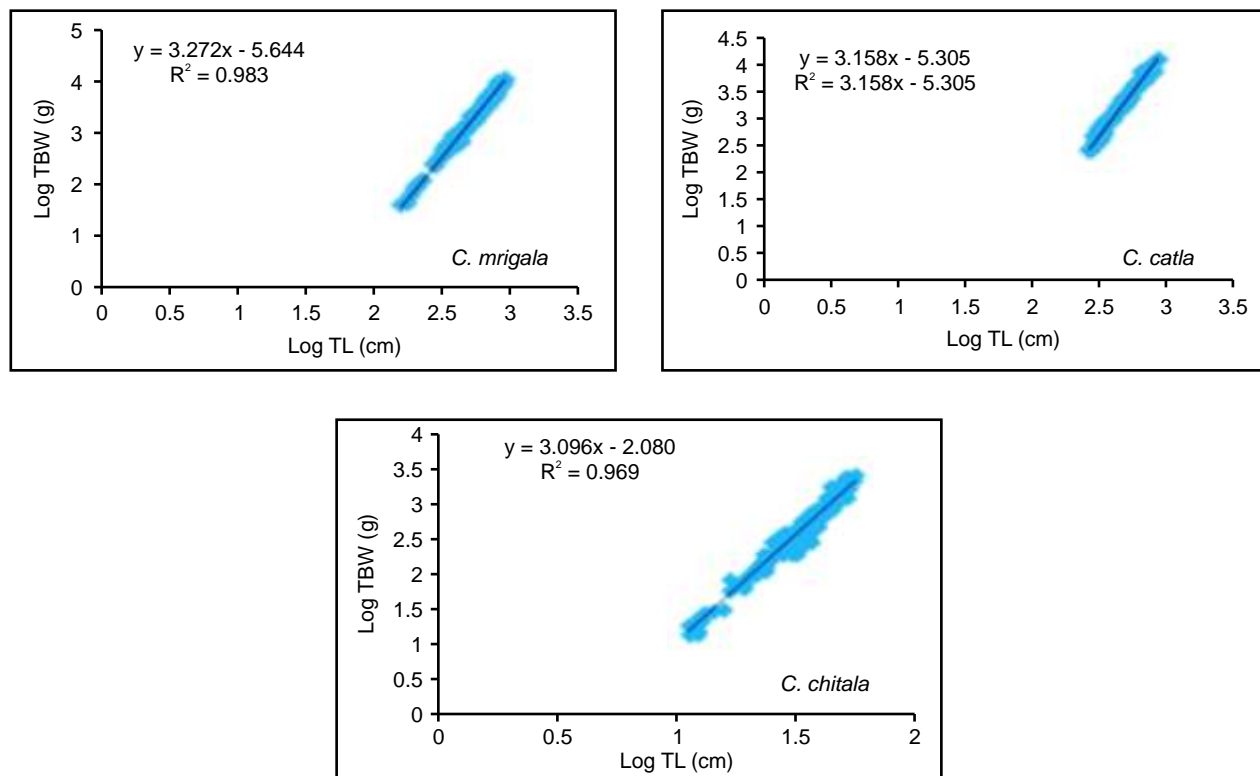 y = 3.272x - 5.644
R² = 0.983
5
4
3
2
1
0
Log TBW (g)
C. mrigala
0 0.5 1 1.5 2 2.5 3 3.5
Log TL (cm)
y = 3.158x - 5.305
R² = 3.158x - 5.305
4.5
4
3.5
3
2.5
2
1.5
1
0.5
0
Log TBW (g)
C. catla
0 0.5 1 1.5 2 2.5 3 3.5
Log TL (cm)
y = 3.096x - 2.080
R² = 0.969
4
3.5
3
2.5
2
1.5
1
0.5
0
Log TBW (g)
C. chitala
0 0.5 1 1.5 2
Log TL (cm)